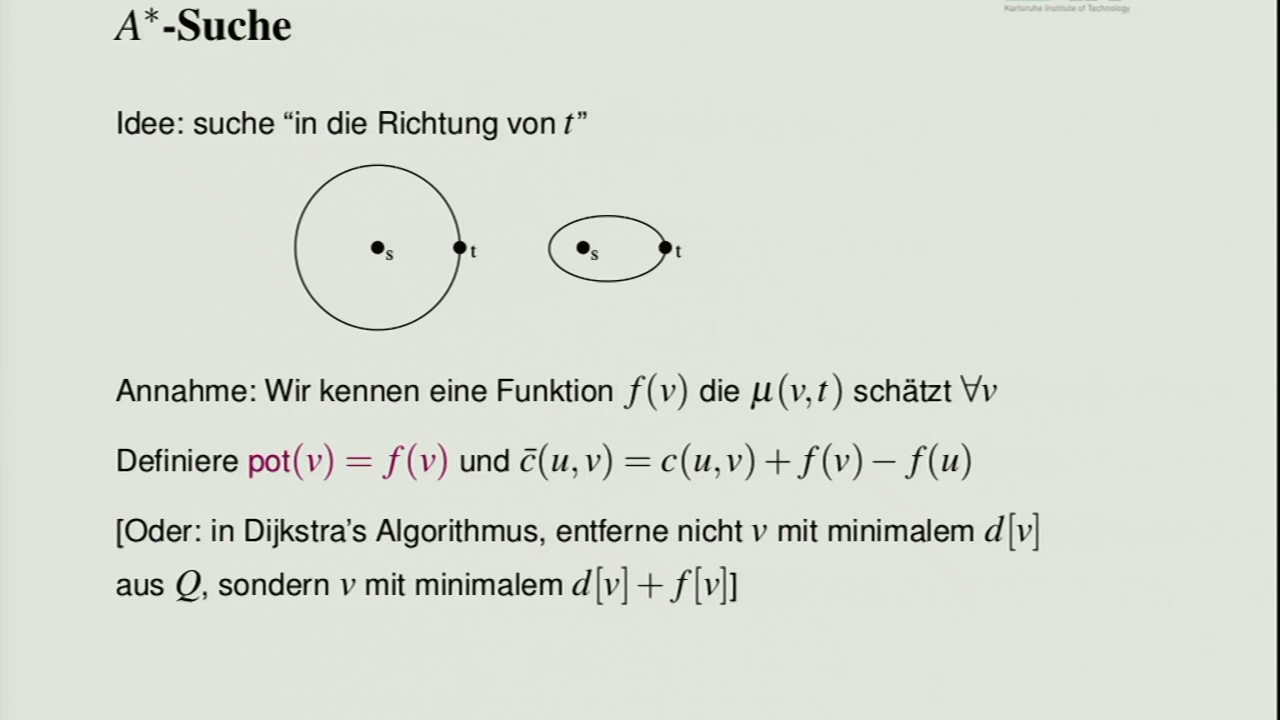 Karlsruhe Institute of Technology
A*-Suche
Idee: suche “in die Richtung von t”
s t s t
Annahme: Wir kennen eine Funktion f(v) die μ(v,t) schätzt ∀v
Definiere pot(v) = f(v) und c̄(u,v) = c(u,v) + f(v) − f(u)
[Oder: in Dijkstra’s Algorithmus, entferne nicht v mit minimalem d[v]
aus Q, sondern v mit minimalem d[v] + f[v]]